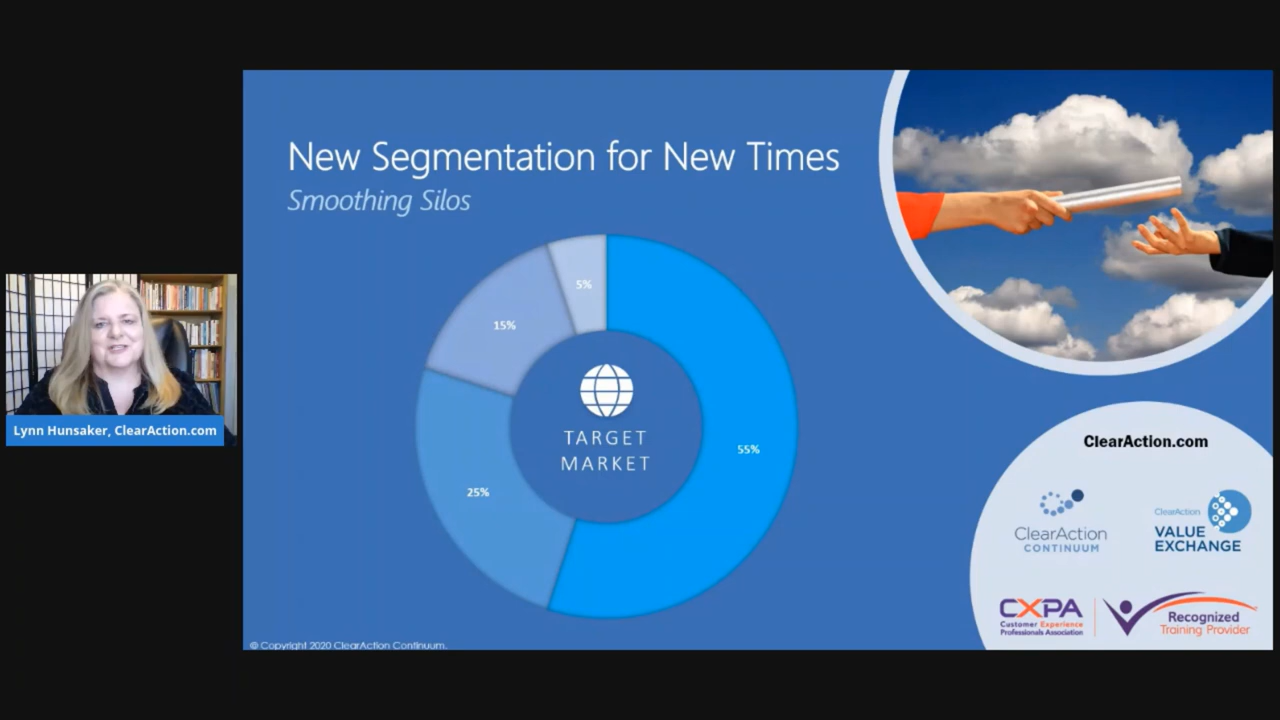 New Segmentation for New Times
Smoothing Silos
5%
15%
55%
25%
TARGET
MARKET
Lynn Hunsaker, ClearAction.com
ClearAction.com
ClearAction
CONTINUUM
ClearAction
VALUE
EXCHANGE
CXPA
Customer Experience
Professionals Association
Recognized
Training Provider
© Copyright 2020 ClearAction Continuum.